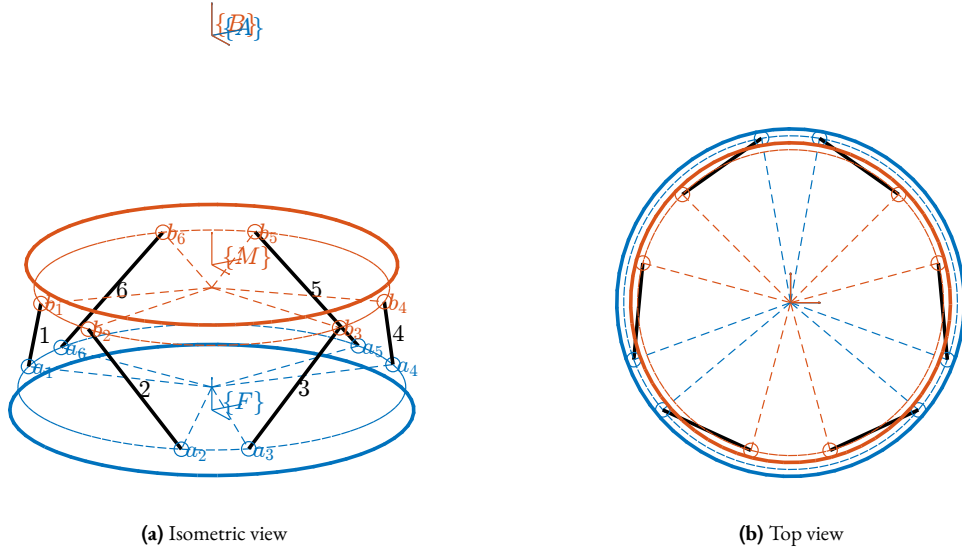 {B}
{A}
b₆
b₅
{M}
6
5
b₁
b₄
b₂
b₃
1
4
a₆
a₅
a₁
a₄
2
3
{F}
a₂
a₃
(a) Isometric view
(b) Top view